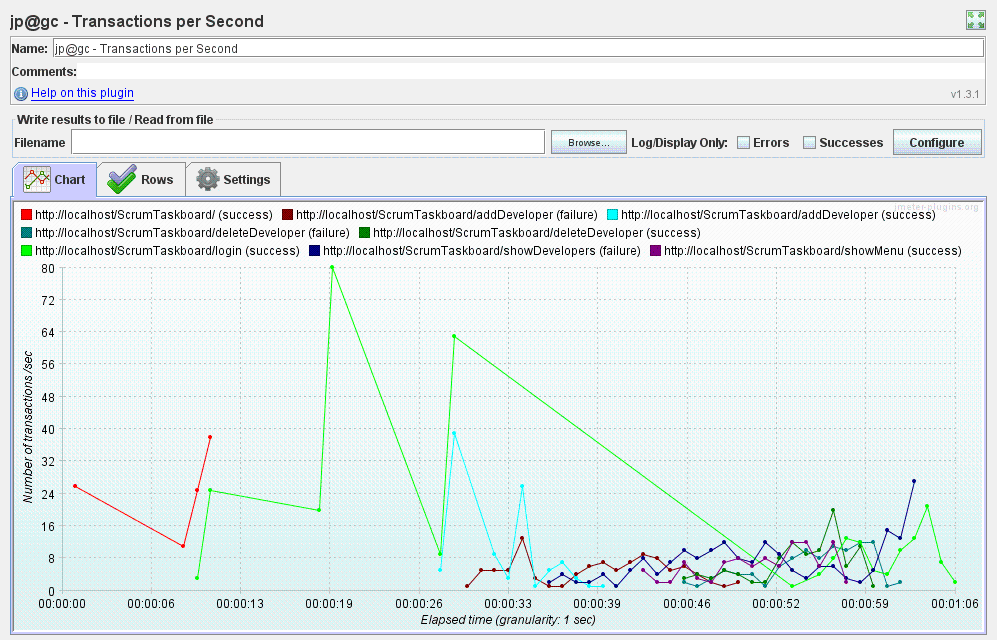 jp@gc - Transactions per Second
Name: jp@gc - Transactions per Second
Comments:
Help on this plugin
v1.3.1
Write results to file / Read from file
Filename Browse... Log/Display Only: Errors Successes Configure
Chart Rows Settings
jmeter-plugins.org
http://localhost/ScrumTaskboard/ (success) http://localhost/ScrumTaskboard/addDeveloper (failure) http://localhost/ScrumTaskboard/addDeveloper (success)
http://localhost/ScrumTaskboard/deleteDeveloper (failure) http://localhost/ScrumTaskboard/deleteDeveloper (success)
http://localhost/ScrumTaskboard/login (success) http://localhost/ScrumTaskboard/showDevelopers (failure) http://localhost/ScrumTaskboard/showMenu (success)
80
72
64
56
48
40
32
24
16
8
0
Number of transactions /sec
00:00:00 00:00:06 00:00:13 00:00:19 00:00:26 00:00:33 00:00:39 00:00:46 00:00:52 00:00:59 00:01:06
Elapsed time (granularity: 1 sec)